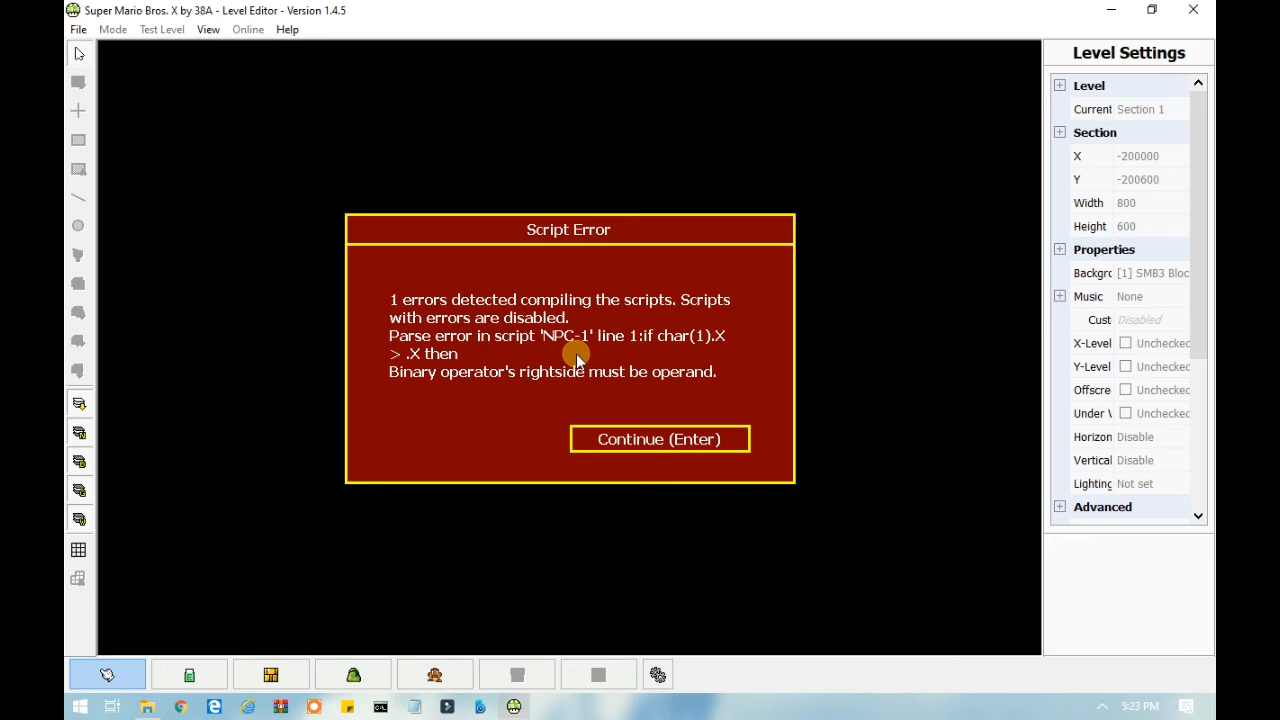 Super Mario Bros. X by 38A - Level Editor - Version 1.4.5
File Mode Test Level View Online Help
Level Settings
Level
Current Section 1
Section
X -200000
Y -200600
Width 800
Height 600
Properties
Backgrc [1] SMB3 Bloc
Music None
Cust Disabled
X-Level Unchecked
Y-Level Unchecked
Offscre Unchecked
Under Unchecked
Horizon Disable
Vertical Disable
Lighting Not set
Advanced
Script Error
1 errors detected compiling the scripts. Scripts
with errors are disabled.
Parse error in script 'NPC-1' line 1:if char(1).X
> .X then
Binary operator's rightside must be operand.
Continue (Enter)
5:23 PM